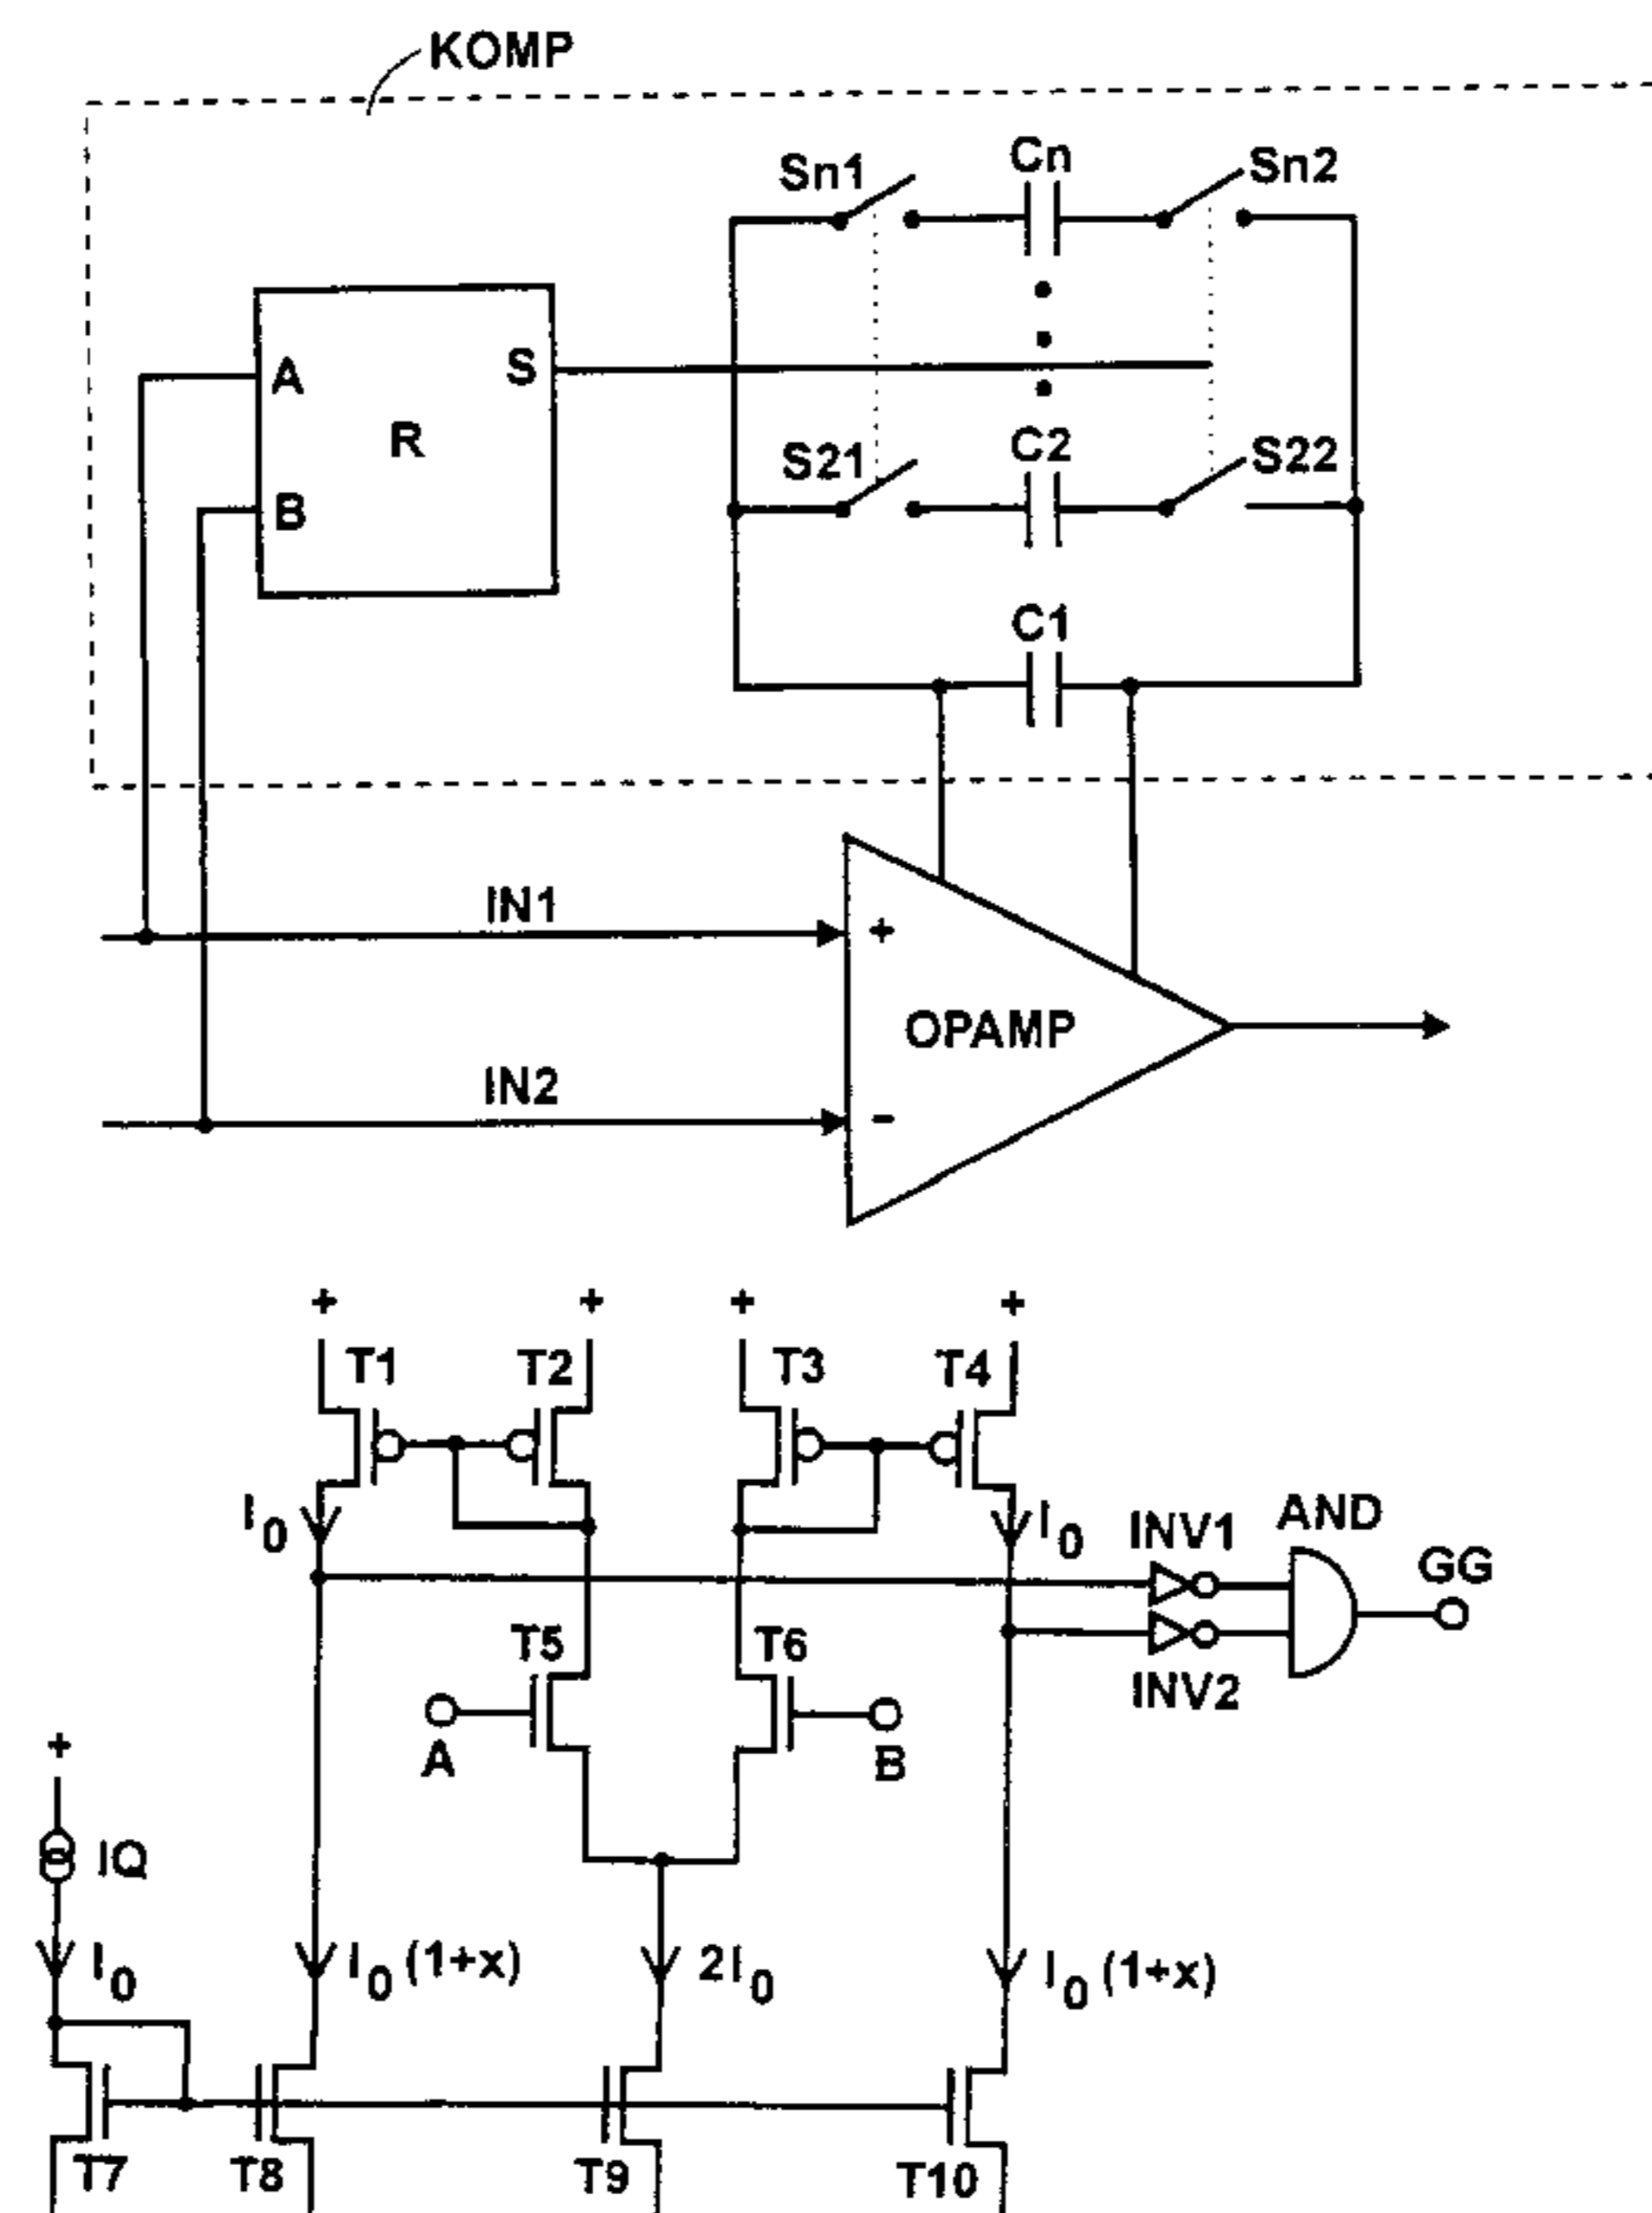 KOMP
Sn1 Cn Sn2
A S
R
B
S21 C2 S22
C1
IN1 +
OPAMP
IN2 -
+ + + +
T1 T2 T3 T4
I0 I0 INV1 AND GG
T5 T6
INV2
A B
+
IQ
I0 I0 (1+x) 2I0 I0 (1+x)
T7 T8 T9 T10